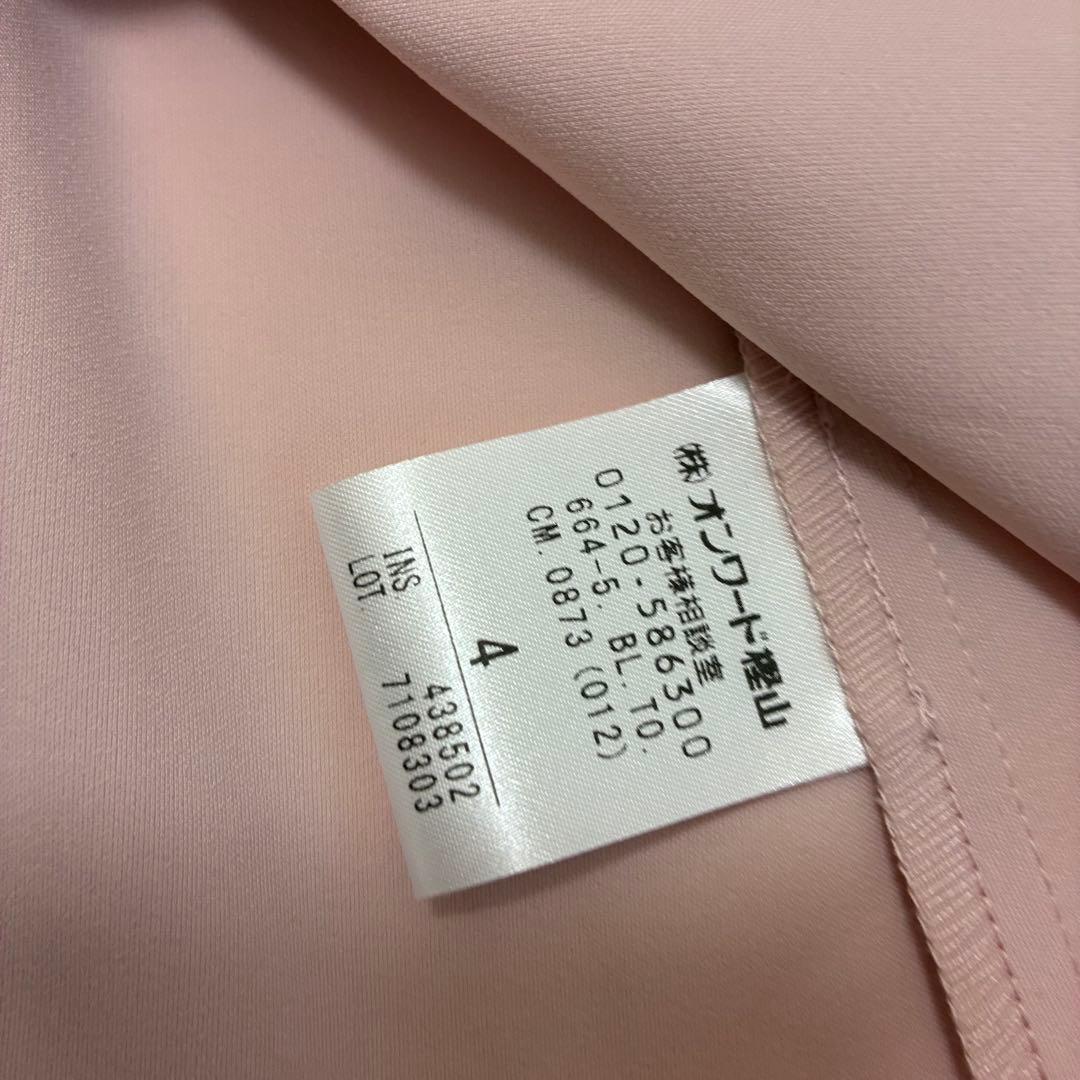 ㈱オンワード樫山
お客様相談室
0120-586300
664-5. BL. TO.
CM. 0873 (012)
4
INS 438502
LOT. 7108303